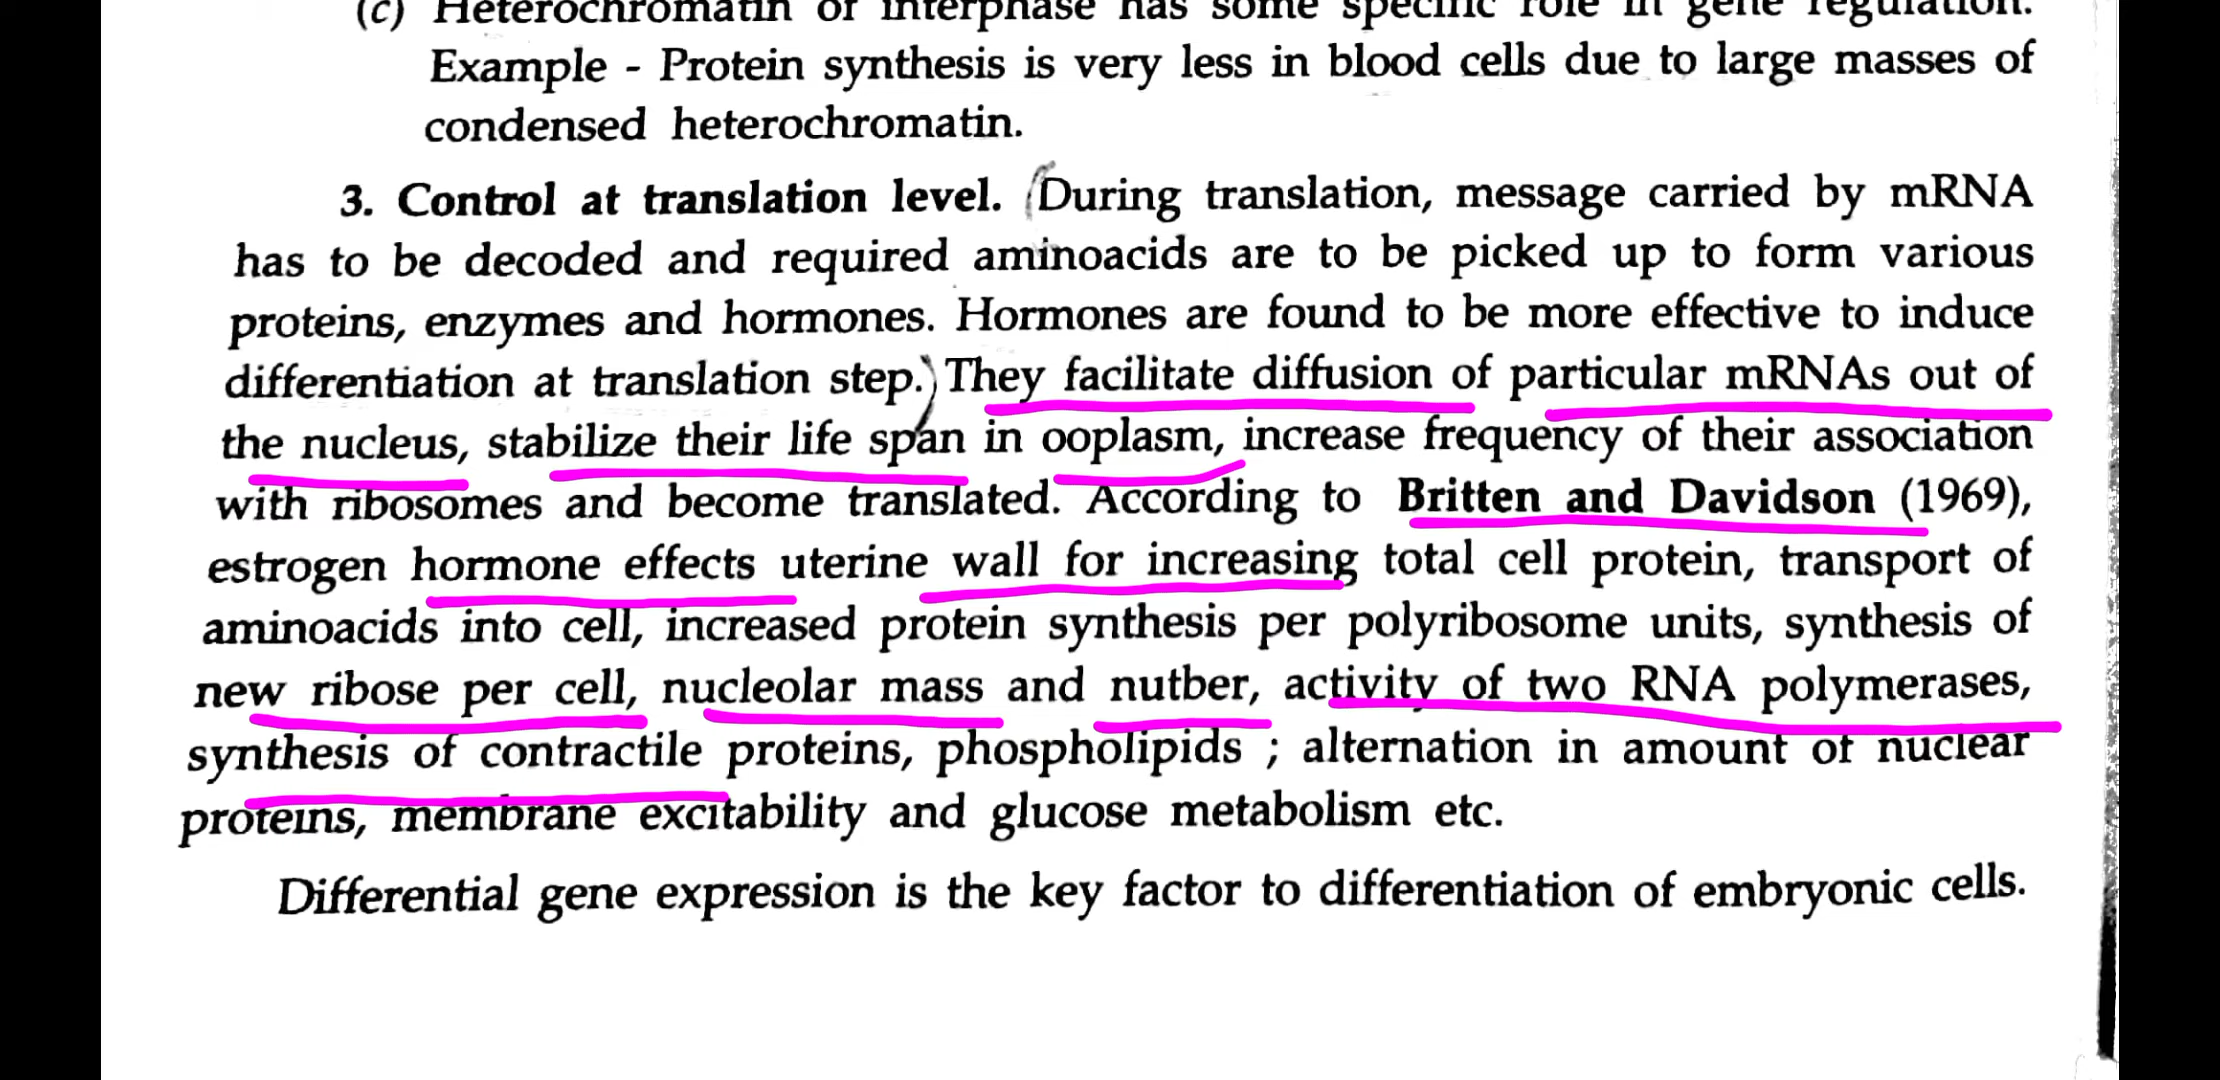 (c) Heterochromatin of interphase has some specific role in gene regulation.
Example - Protein synthesis is very less in blood cells due to large masses of
condensed heterochromatin.
3. Control at translation level. (During translation, message carried by mRNA
has to be decoded and required aminoacids are to be picked up to form various
proteins, enzymes and hormones. Hormones are found to be more effective to induce
differentiation at translation step.) They facilitate diffusion of particular mRNAs out of
the nucleus, stabilize their life span in ooplasm, increase frequency of their association
with ribosomes and become translated. According to Britten and Davidson (1969),
estrogen hormone effects uterine wall for increasing total cell protein, transport of
aminoacids into cell, increased protein synthesis per polyribosome units, synthesis of
new ribose per cell, nucleolar mass and nutber, activity of two RNA polymerases,
synthesis of contractile proteins, phospholipids ; alternation in amount of nuclear
proteins, membrane excitability and glucose metabolism etc.
Differential gene expression is the key factor to differentiation of embryonic cells.